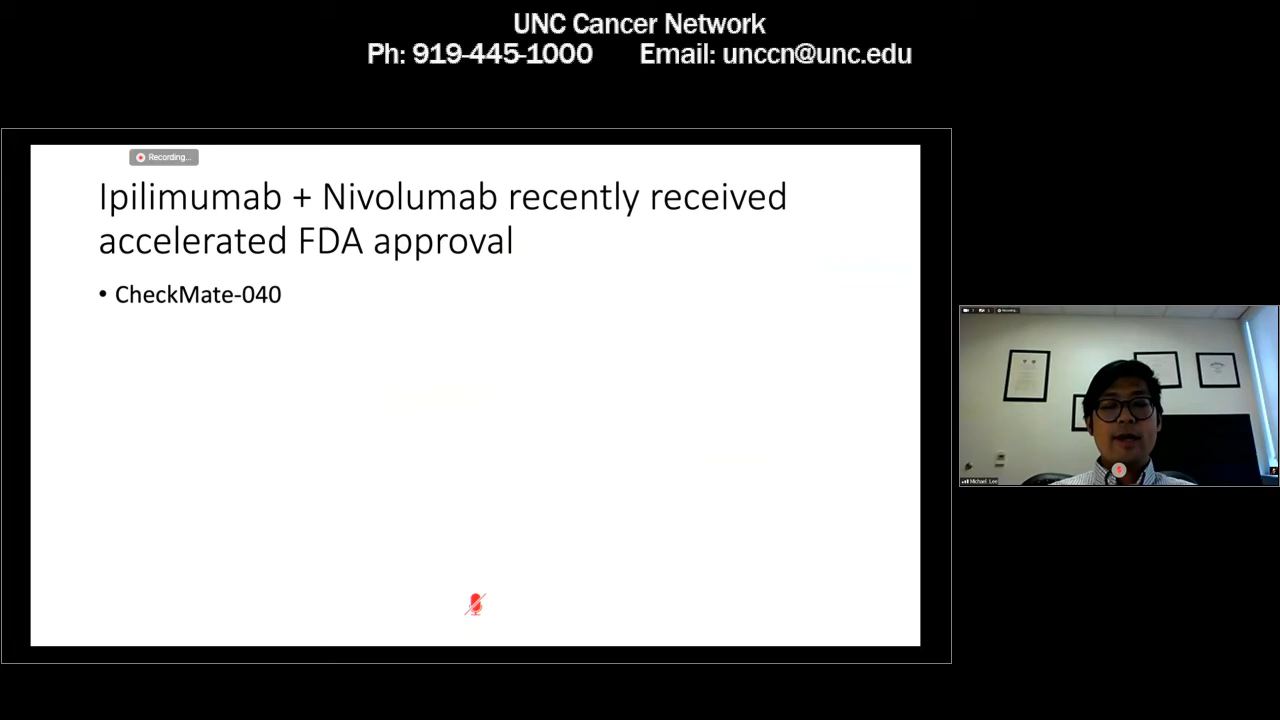 UNC Cancer Network
Ph: 919-445-1000 Email: unccn@unc.edu
Recording...
Ipilimumab + Nivolumab recently received
accelerated FDA approval
• CheckMate-040
Recording...
Michael Lee